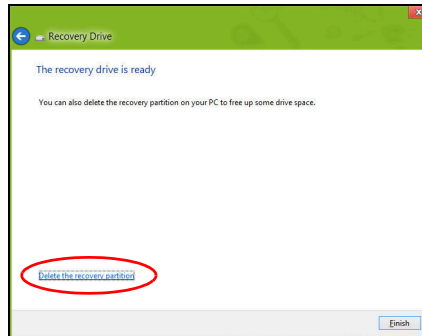 Recovery Drive
The recovery drive is ready
You can also delete the recovery partition on your PC to free up some drive space.
Delete the recovery partition
Finish